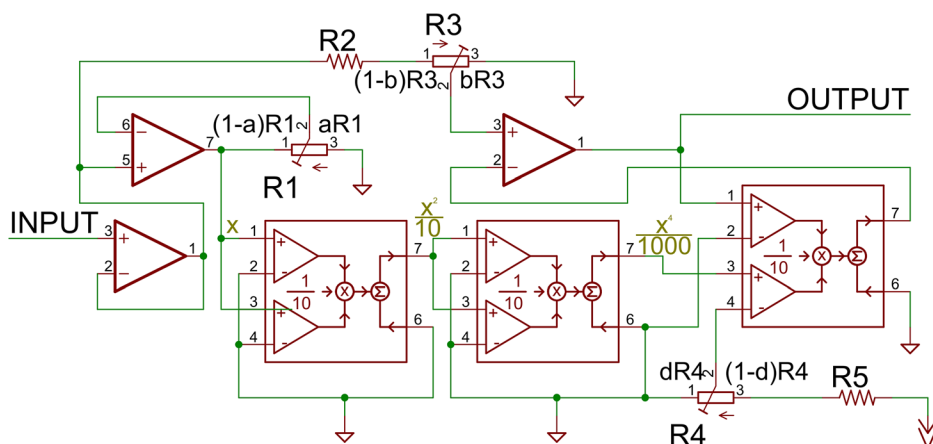 R3
R2
1 3
(1-b)R3 2 bR3
OUTPUT
6 (1-a)R1 2 aR1
7
1 3
5
R1
3 1
2
INPUT
3 1
2
x
x²/10
x⁴/1000
1 7
2
1/10 X Σ
3
4 6
1 7
2
1/10 X Σ
3
4 6
1 7
2
1/10 X Σ
3
4 6
dR4 2 (1-d)R4
1 3
R5
R4